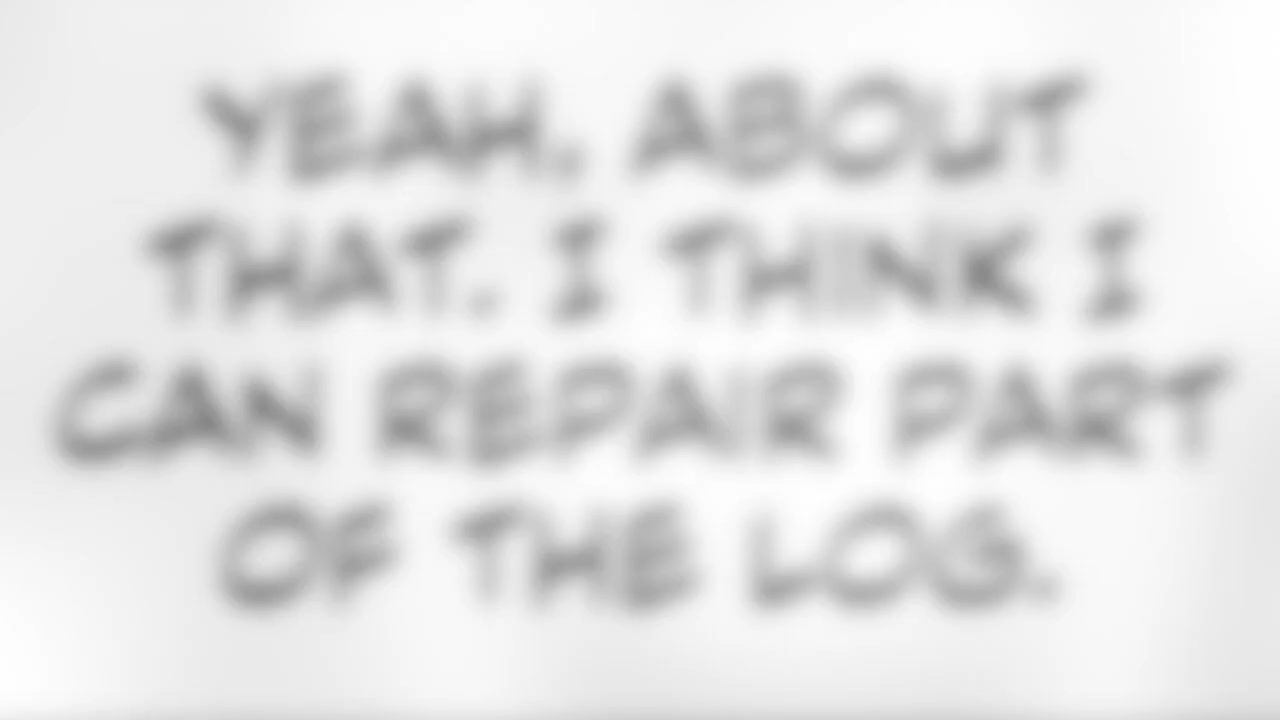 YEAH, ABOUT
THAT. I THINK I
CAN REPAIR PART
OF THE LOG.